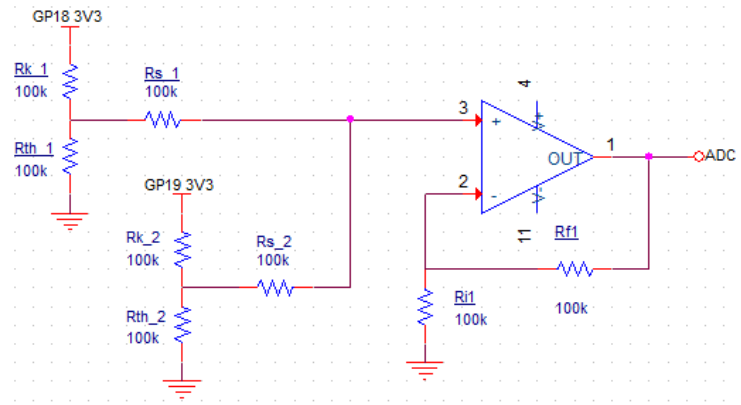 GP18 3V3
Rk_1
100k
Rs_1
100k
Rth_1
100k
GP19 3V3
Rk_2
100k
Rs_2
100k
Rth_2
100k
3
+
2
-
4
V+
11
V-
OUT
1
ADC
Rf1
100k
Ri1
100k